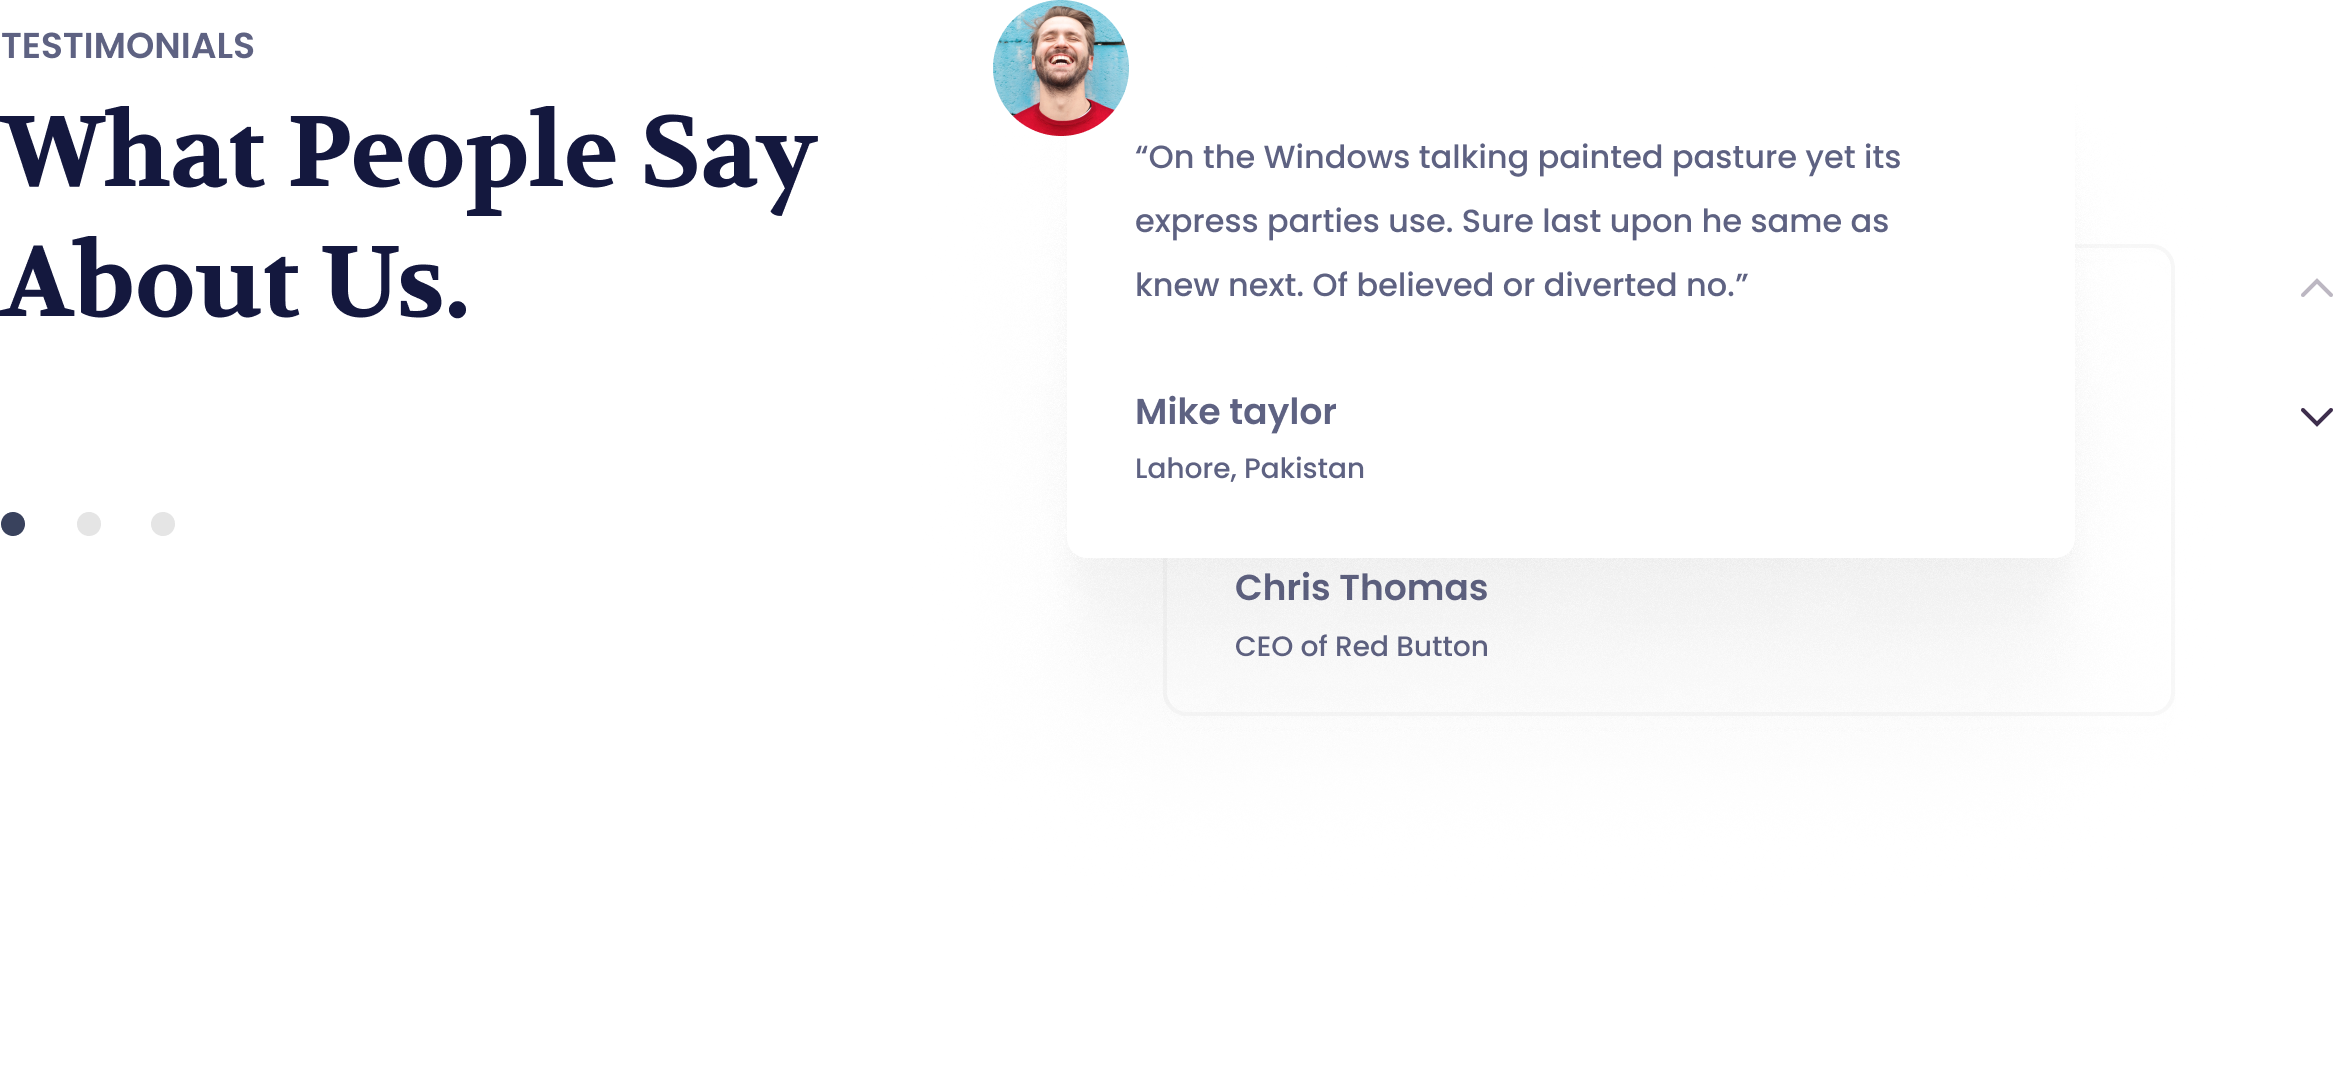 TESTIMONIALS
What People Say
About Us.
“On the Windows talking painted pasture yet its
express parties use. Sure last upon he same as
knew next. Of believed or diverted no.”
Mike taylor
Lahore, Pakistan
Chris Thomas
CEO of Red Button